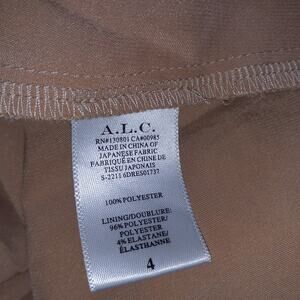 A.L.C.
RN#130801 CA#00985
MADE IN CHINA OF
JAPANESE FABRIC
FABRIQUÉ EN CHINE DE
TISSU JAPONAIS
S-2211 6DRES01737
100% POLYESTER
LINING/DOUBLURE:
96% POLYESTER/
POLYESTER
4% ELASTANE/
ÉLASTHANNE
4